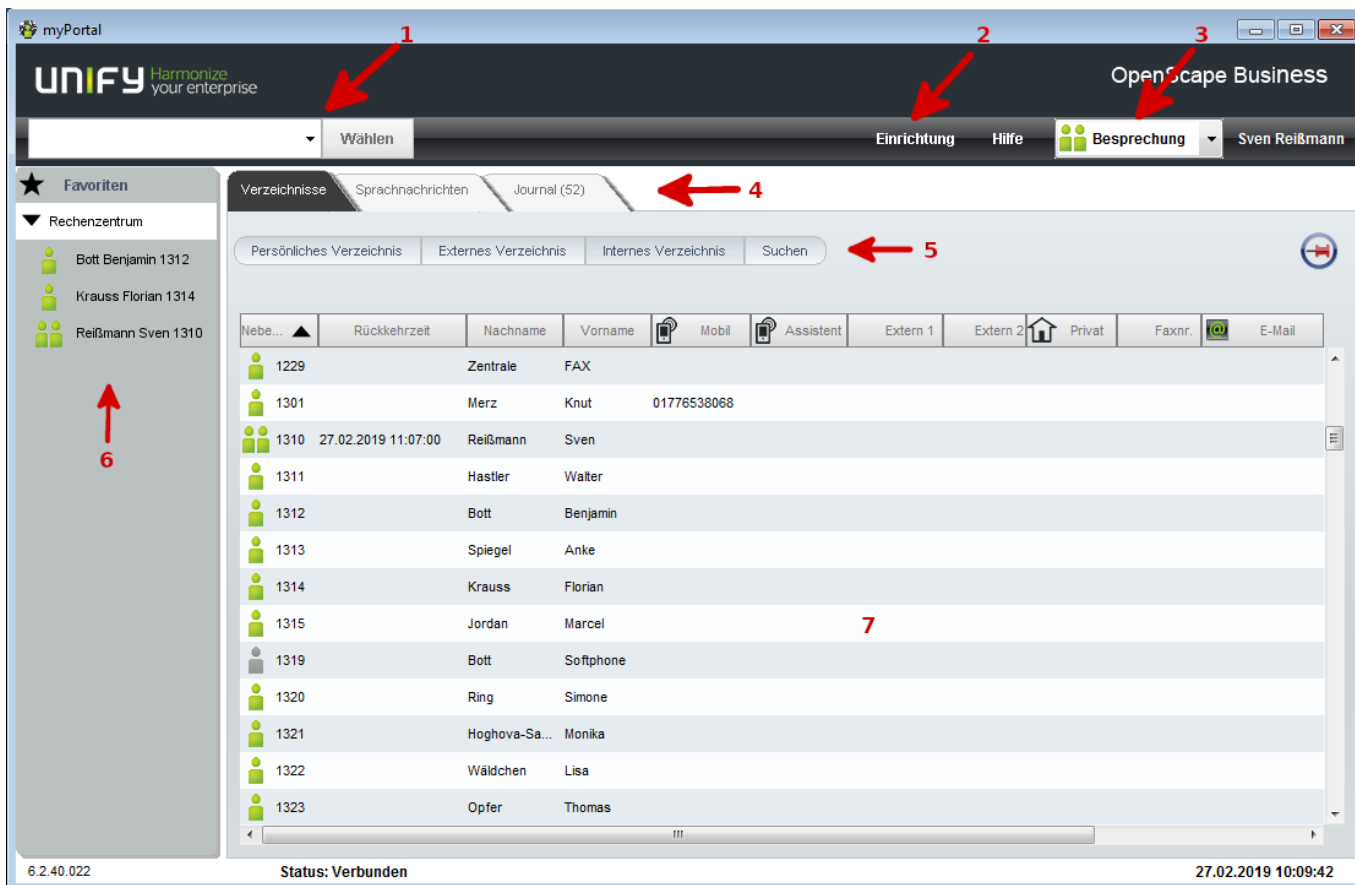 myPortal
1 2 3
UNIFY Harmonize your enterprise
OpenScape Business
Wählen Einrichtung Hilfe Besprechung Sven Reißmann
Favoriten
Verzeichnisse Sprachnachrichten Journal (52) 4
Rechenzentrum
Bott Benjamin 1312
Krauss Florian 1314
Reißmann Sven 1310
6
Persönliches Verzeichnis Externes Verzeichnis Internes Verzeichnis Suchen 5
Nebe... Rückkehrzeit Nachname Vorname Mobil Assistent Extern 1 Extern 2 Privat Faxnr. @ E-Mail
1229 Zentrale FAX
1301 Merz Knut 01776538068
1310 27.02.2019 11:07:00 Reißmann Sven
1311 Hastler Walter
1312 Bott Benjamin
1313 Spiegel Anke
1314 Krauss Florian
1315 Jordan Marcel
7
1319 Bott Softphone
1320 Ring Simone
1321 Hoghova-Sa... Monika
1322 Wäldchen Lisa
1323 Opfer Thomas
6.2.40.022 Status: Verbunden 27.02.2019 10:09:42